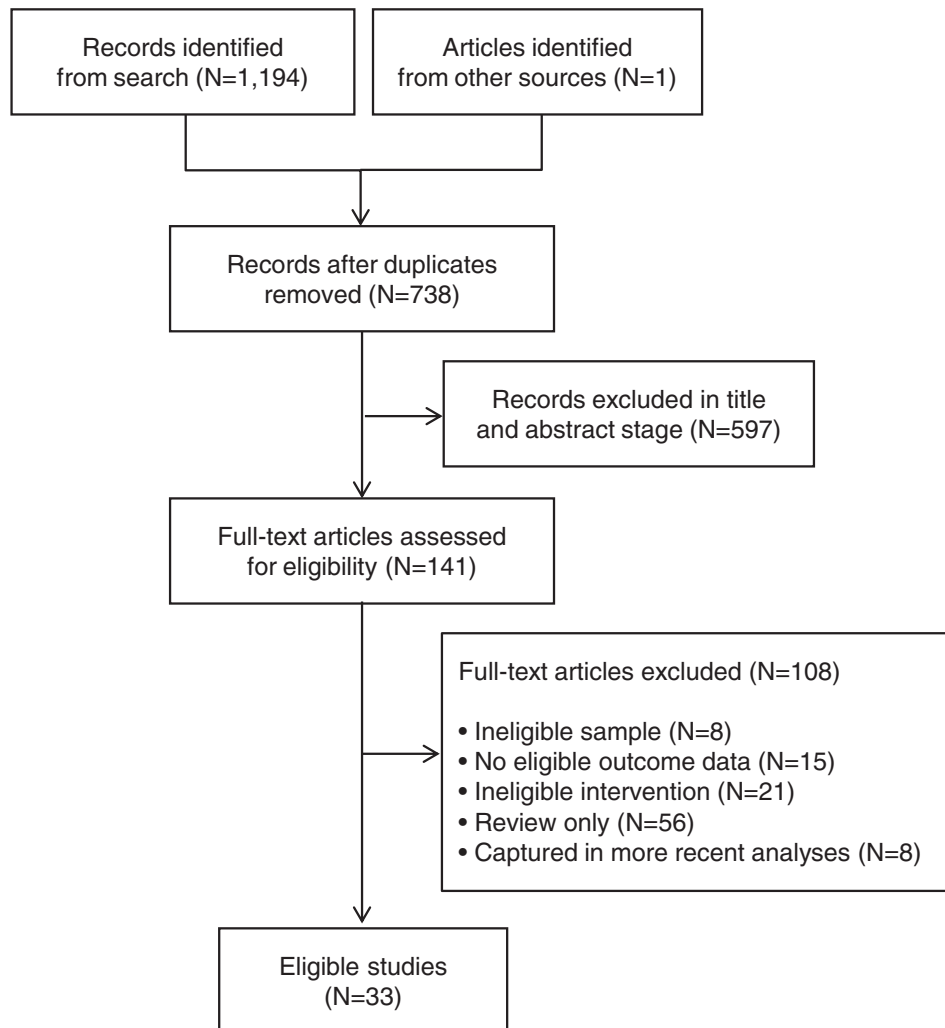 Records identified
from search (N=1,194)
Articles identified
from other sources (N=1)
Records after duplicates
removed (N=738)
Records excluded in title
and abstract stage (N=597)
Full-text articles assessed
for eligibility (N=141)
Full-text articles excluded (N=108)
• Ineligible sample (N=8)
• No eligible outcome data (N=15)
• Ineligible intervention (N=21)
• Review only (N=56)
• Captured in more recent analyses (N=8)
Eligible studies
(N=33)